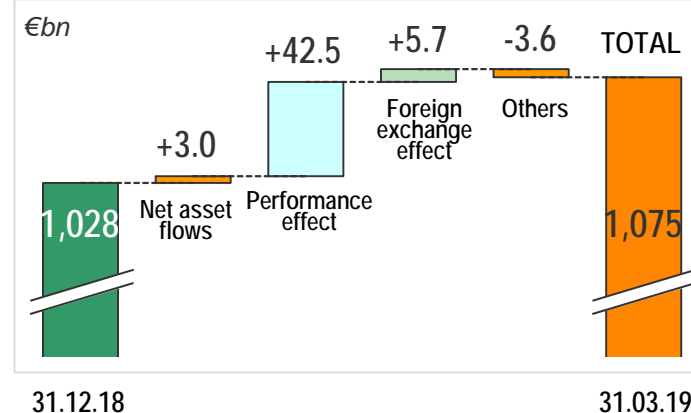 €bn
+42.5
+5.7
-3.6
TOTAL
Foreign
exchange
effect
Others
+3.0
Net asset
flows
Performance
effect
1,028
1,075
31.12.18
31.03.19